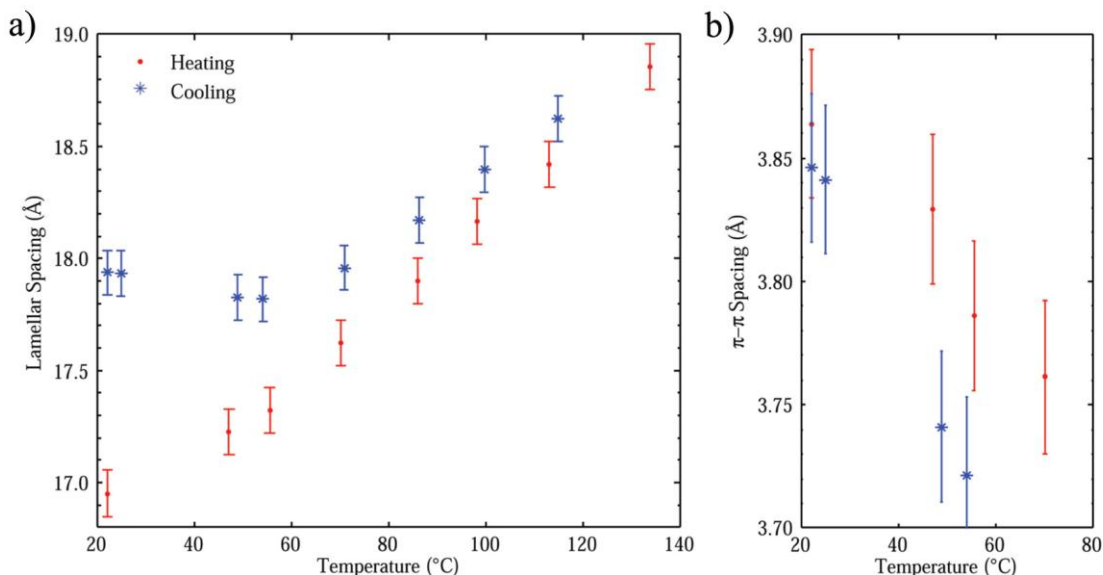 a)
19.0
18.5
18.0
17.5
17.0
Lamellar Spacing (Å)
Heating
Cooling
20 40 60 80 100 120 140
Temperature (°C)
b)
3.90
3.85
3.80
3.75
3.70
π–π Spacing (Å)
20 40 60 80
Temperature (°C)